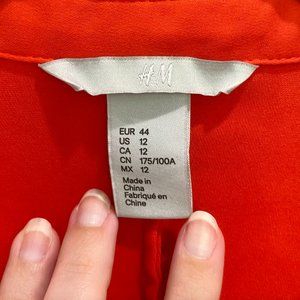 H&M
EUR 44
US 12
CA 12
CN 175/100A
MX 12
Made in
China
Fabriqué en
Chine